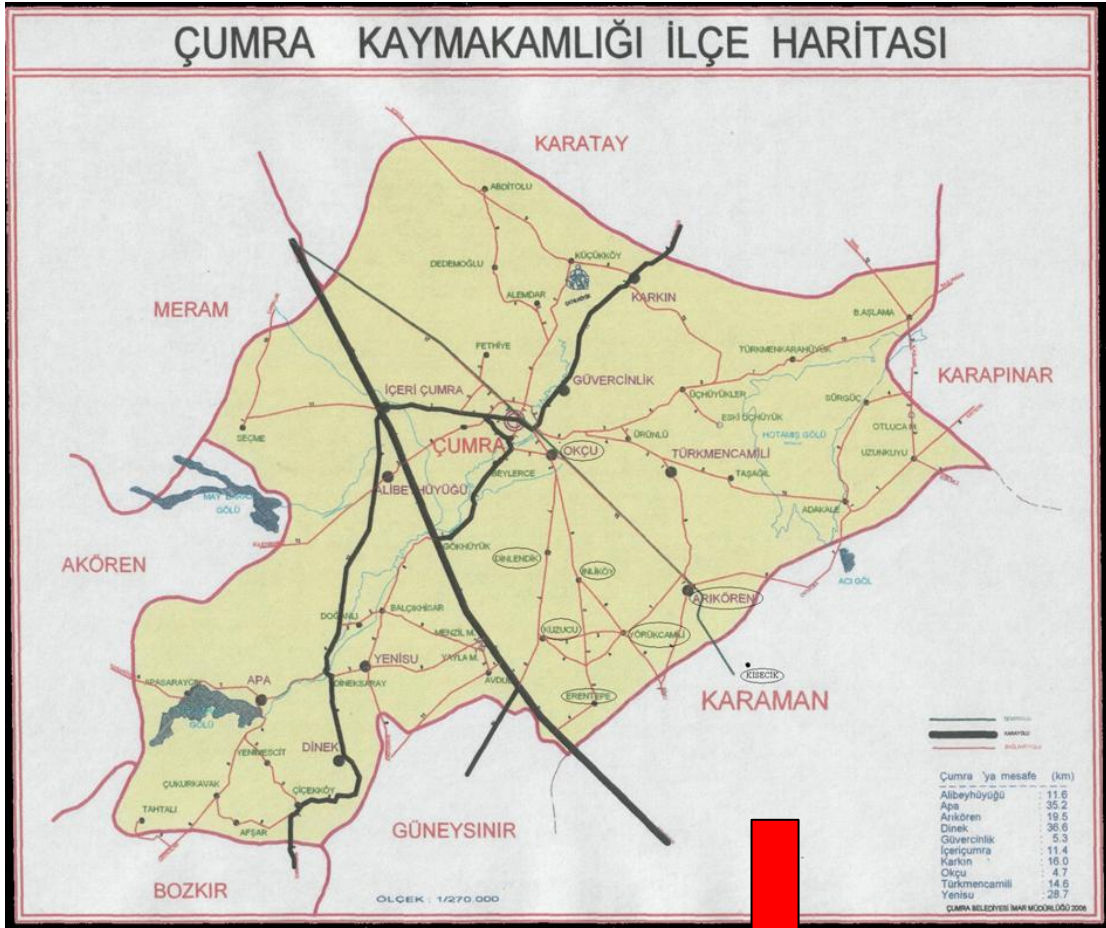 ÇUMRA KAYMAKAMLIĞI İLÇE HARİTASI
KARATAY
ABDİTOLU
DEDEMOĞLU
KÜÇÜKKÖY
ALEMDAR
KARKIN
MERAM
B.AŞLAMA
FETHİYE
TÜRKMENKARAHÜYÜK
KARAPINAR
İÇERİ ÇUMRA
GÜVERCİNLİK
ÜÇHÜYÜKLER
SÜRGÜÇ
SEÇME
ESKİ ÜÇHÜYÜK
OTLUCA M.
ÇUMRA
ÜRÜNLÜ
HOTAMIŞ GÖLÜ
OKÇU
UZUNKUYU
BEYLERCE
TÜRKMENCAMİLİ
TAŞAĞIL
ALİBEYHÜYÜĞÜ
GÖLÜ
ADAKALE
GÖKHÜYÜK
AKÖREN
DİNLENDİK
ACI GÖL
İNLİKÖY
ARIKÖREN
BALÇIKHİSAR
DOĞANLI
MENZİL M.
KUZUCU
YÖRÜKCAMİLİ
YENİSU
YAYLA M.
KISECIK
APASARAYCIK
APA
DİNEKSARAY
ERENTEPE
KARAMAN
GÖLÜ
DİNEK
YENİMESCİT
KARAYOLU
ÇUKURKAVAK
ÇİÇEKKÖY
TAHTALI
AFŞAR
GÜNEYSINIR
BOZKIR
ÖLÇEK : 1/270.000
Çumra 'ya mesafe (km)
Alibeyhüyüğü : 11.6
Apa : 35.2
Arıkören : 19.5
Dinek : 36.6
Güvercinlik : 5.3
İçeriçumra : 11.4
Karkın : 16.0
Okçu : 4.7
Türkmencamili : 14.6
Yenisu : 28.7
ÇUMRA BELEDİYESİ İMAR MÜDÜRLÜĞÜ 2006